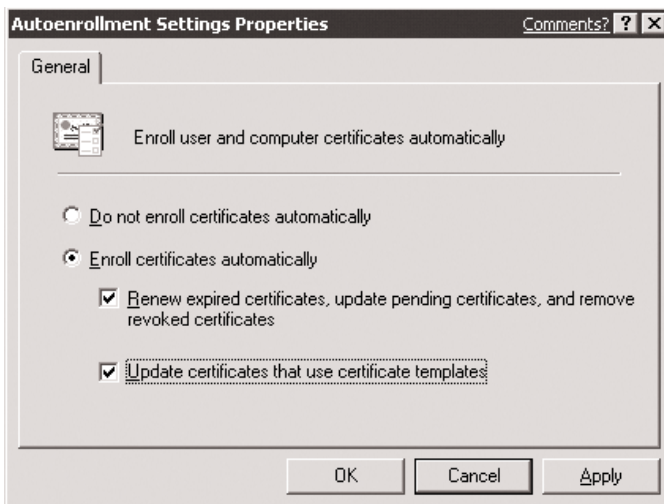 Autoenrollment Settings Properties Comments? ? X
General
Enroll user and computer certificates automatically
Do not enroll certificates automatically
Enroll certificates automatically
Renew expired certificates, update pending certificates, and remove
revoked certificates
Update certificates that use certificate templates
OK Cancel Apply